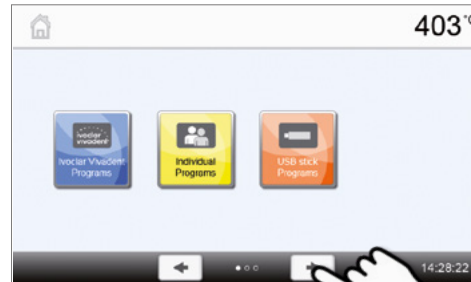 403 °C
ivoclar
vivadent
Ivoclar Vivadent
Programs
Individual
Programs
USB stick
Programs
14:28:22